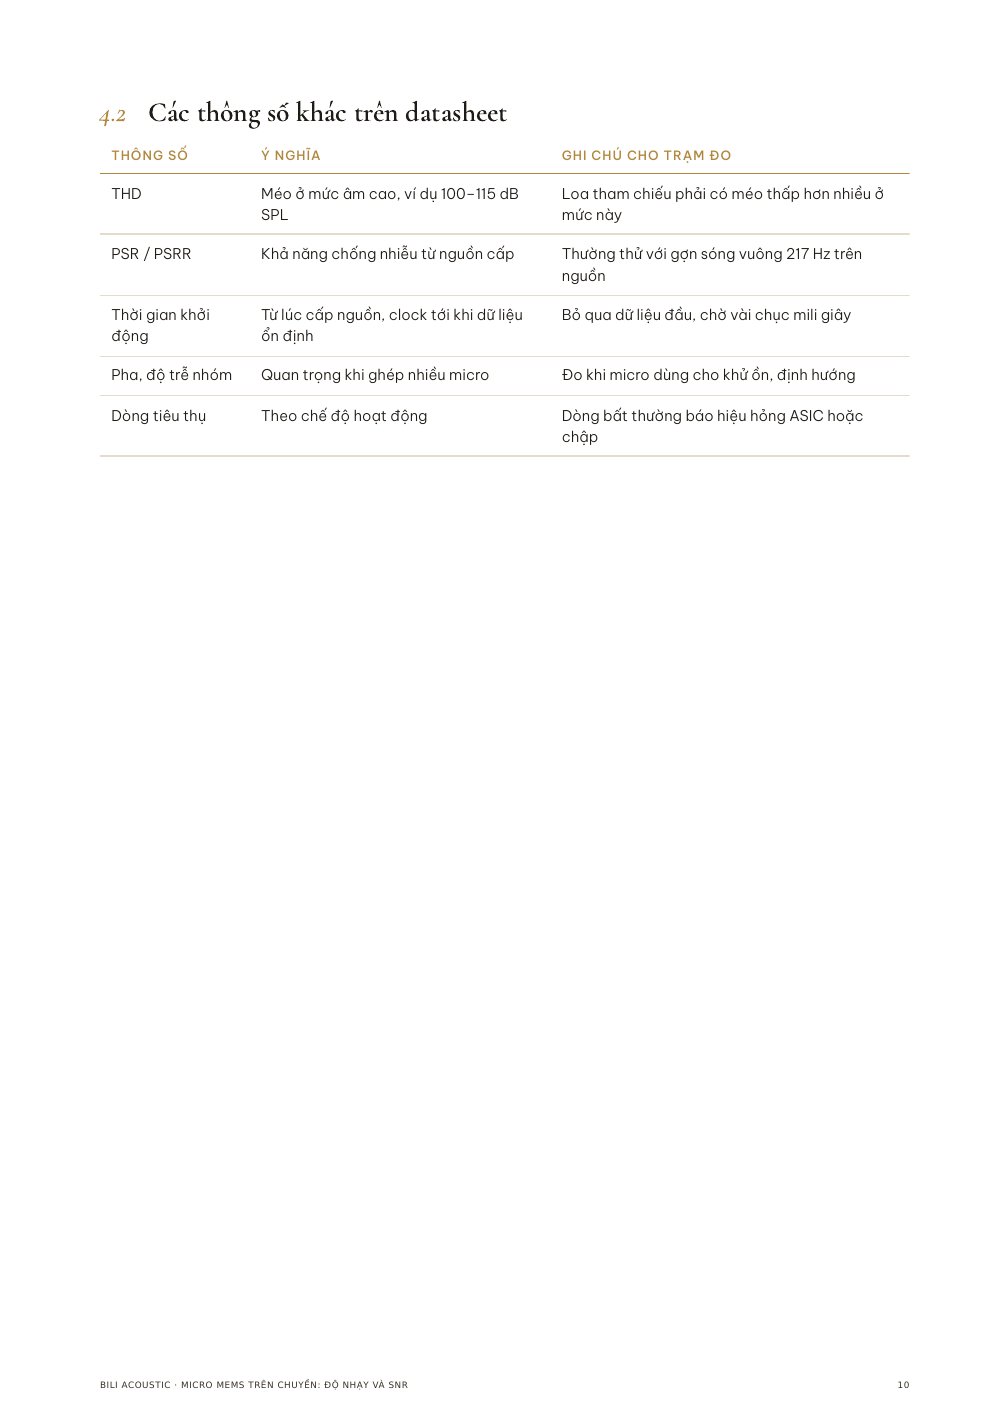 4.2 Các thông số khác trên datasheet
THÔNG SỐ Ý NGHĨA GHI CHÚ CHO TRẠM ĐO
THD Méo ở mức âm cao, ví dụ 100–115 dB Loa tham chiếu phải có méo thấp hơn nhiều ở
SPL mức này
PSR / PSRR Khả năng chống nhiễu từ nguồn cấp Thường thử với gợn sóng vuông 217 Hz trên
nguồn
Thời gian khởi Từ lúc cấp nguồn, clock tới khi dữ liệu Bỏ qua dữ liệu đầu, chờ vài chục mili giây
động ổn định
Pha, độ trễ nhóm Quan trọng khi ghép nhiều micro Đo khi micro dùng cho khử ồn, định hướng
Dòng tiêu thụ Theo chế độ hoạt động Dòng bất thường báo hiệu hỏng ASIC hoặc
chập
BILI ACOUSTIC · MICRO MEMS TRÊN CHUYỀN: ĐỘ NHẠY VÀ SNR 10